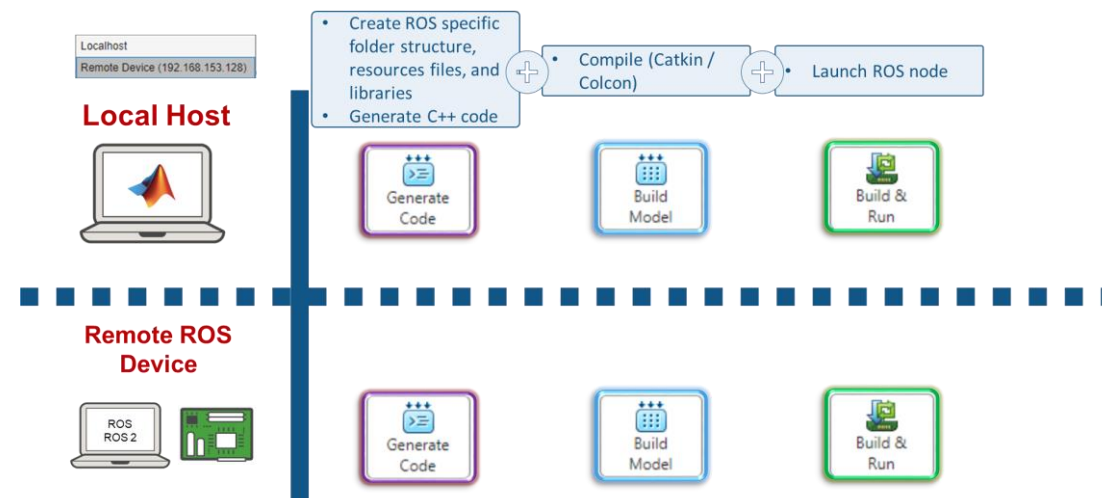 Localhost
Remote Device (192.168.153.128)
• Create ROS specific
folder structure,
resources files, and
libraries
• Generate C++ code
• Compile (Catkin /
Colcon)
• Launch ROS node
Local Host
Generate
Code
Build
Model
Build &
Run
Remote ROS
Device
ROS
ROS 2
Generate
Code
Build
Model
Build &
Run